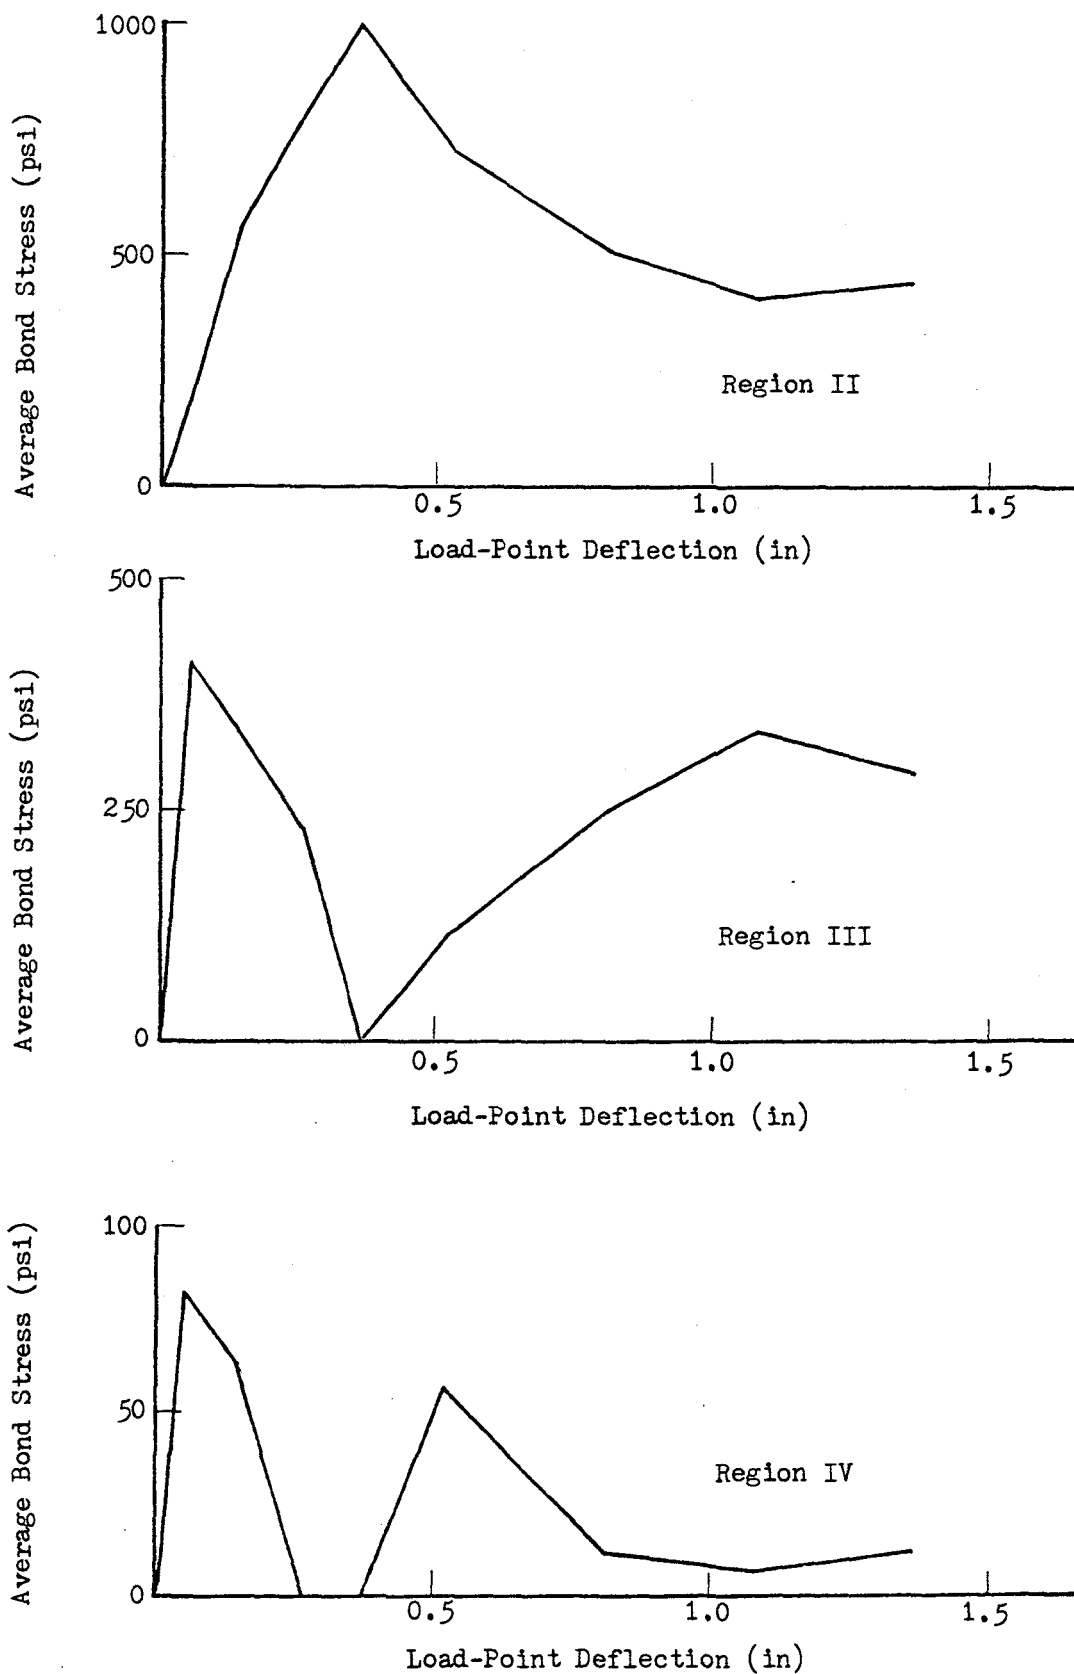 1000
500
0
Average Bond Stress (psi)
Region II
0.5 1.0 1.5
Load-Point Deflection (in)
500
250
0
Average Bond Stress (psi)
Region III
0.5 1.0 1.5
Load-Point Deflection (in)
100
50
0
Average Bond Stress (psi)
Region IV
0.5 1.0 1.5
Load-Point Deflection (in)